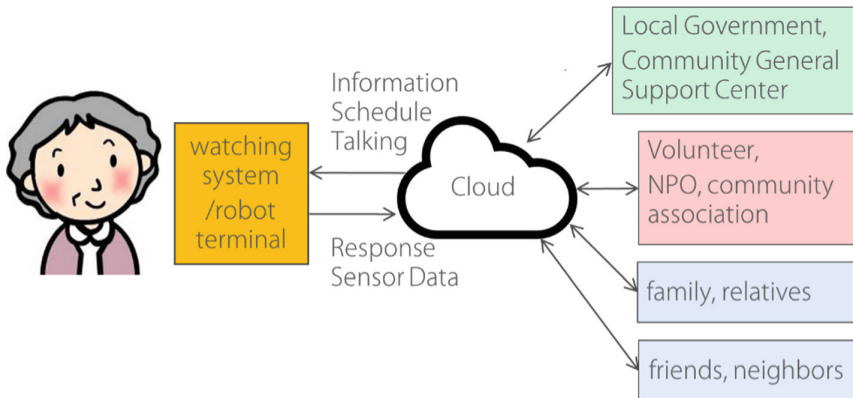 Local Government,
Community General
Support Center
Information
Schedule
Talking
watching
system
/robot
terminal
Cloud
Volunteer,
NPO, community
association
Response
Sensor Data
family, relatives
friends, neighbors